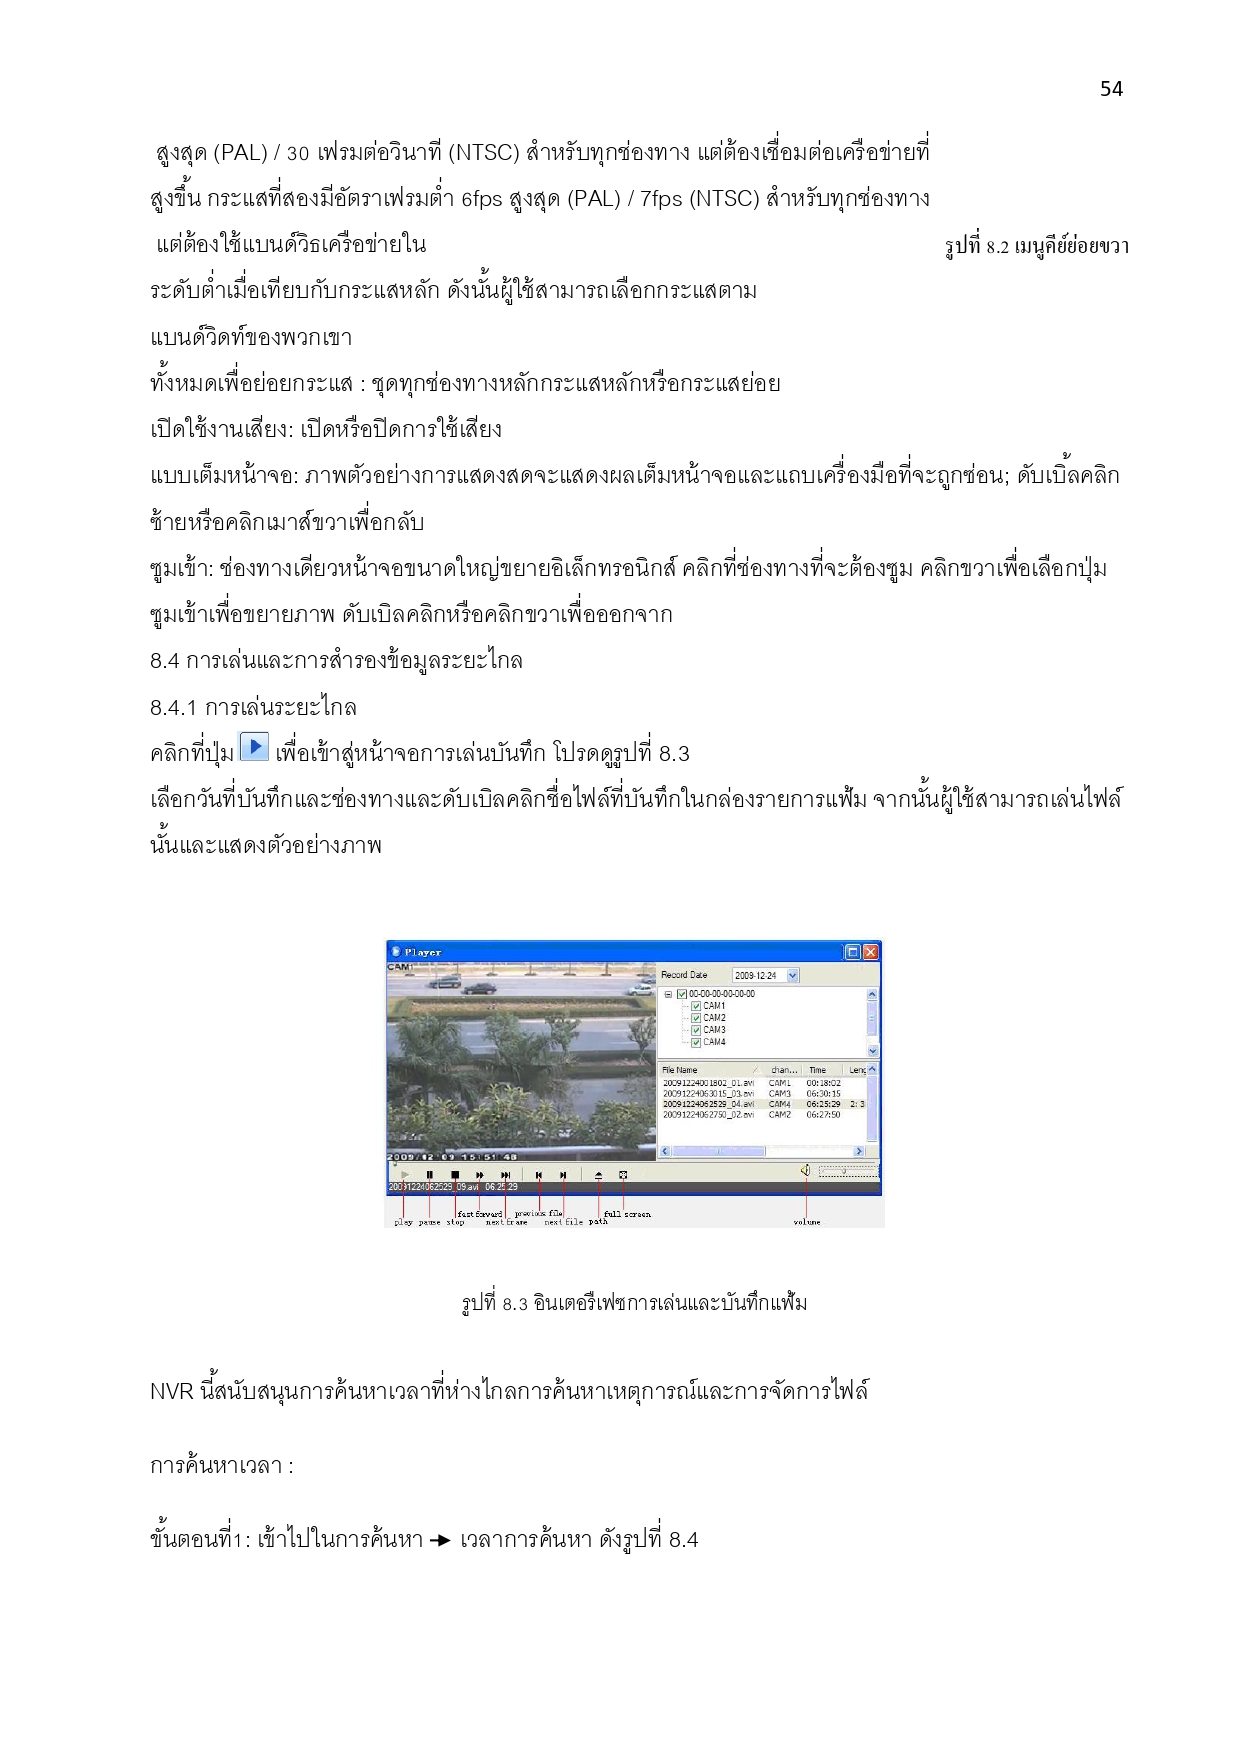 54
สูงสุด (PAL) / 30 เฟรมต่อวินาที (NTSC) สำหรับทุกช่องทาง แต่ต้องเชื่อมต่อเครือข่ายที่
สูงขึ้น กระแสที่สองมีอัตราเฟรมต่ำ 6fps สูงสุด (PAL) / 7fps (NTSC) สำหรับทุกช่องทาง
แต่ต้องใช้แบนด์วิธเครือข่ายใน
รูปที่ 8.2 เมนูคีย์ย่อยขวา
ระดับต่ำเมื่อเทียบกับกระแสหลัก ดังนั้นผู้ใช้สามารถเลือกกระแสตาม
แบนด์วิดท์ของพวกเขา
ทั้งหมดเพื่อย่อยกระแส : ชุดทุกช่องทางหลักกระแสหลักหรือกระแสย่อย
เปิดใช้งานเสียง: เปิดหรือปิดการใช้เสียง
แบบเต็มหน้าจอ: ภาพตัวอย่างการแสดงสดจะแสดงผลเต็มหน้าจอและแถบเครื่องมือที่จะถูกซ่อน; ดับเบิ้ลคลิก
ซ้ายหรือคลิกเมาส์ขวาเพื่อกลับ
ซูมเข้า: ช่องทางเดียวหน้าจอขนาดใหญ่ขยายอิเล็กทรอนิกส์ คลิกที่ช่องทางที่จะต้องซูม คลิกขวาเพื่อเลือกปุ่ม
ซูมเข้าเพื่อขยายภาพ ดับเบิลคลิกหรือคลิกขวาเพื่อออกจาก
8.4 การเล่นและการสำรองข้อมูลระยะไกล
8.4.1 การเล่นระยะไกล
คลิกที่ปุ่ม เพื่อเข้าสู่หน้าจอการเล่นบันทึก โปรดดูรูปที่ 8.3
เลือกวันที่บันทึกและช่องทางและดับเบิลคลิกชื่อไฟล์ที่บันทึกในกล่องรายการแฟ้ม จากนั้นผู้ใช้สามารถเล่นไฟล์
นั้นและแสดงตัวอย่างภาพ
Player
CAM1
Record Date 2009-12-24
00-00-00-00-00-00
CAM1
CAM2
CAM3
CAM4
File Name chan... Time Leng
20091224001802_01.avi CAM1 00:18:02
20091224063015_03.avi CAM3 06:30:15
20091224062529_04.avi CAM4 06:25:29 2: 3
20091224062750_02.avi CAM2 06:27:50
2009/12-09 15:51:48
20091224062529_09.avi 06:25:29
fast forward previous file full screen
play pause stop next frame next file path volume
รูปที่ 8.3 อินเตอรืเฟซการเล่นและบันทึกแฟ้ม
NVR นี้สนับสนุนการค้นหาเวลาที่ห่างไกลการค้นหาเหตุการณ์และการจัดการไฟล์
การค้นหาเวลา :
ขั้นตอนที่1: เข้าไปในการค้นหา → เวลาการค้นหา ดังรูปที่ 8.4